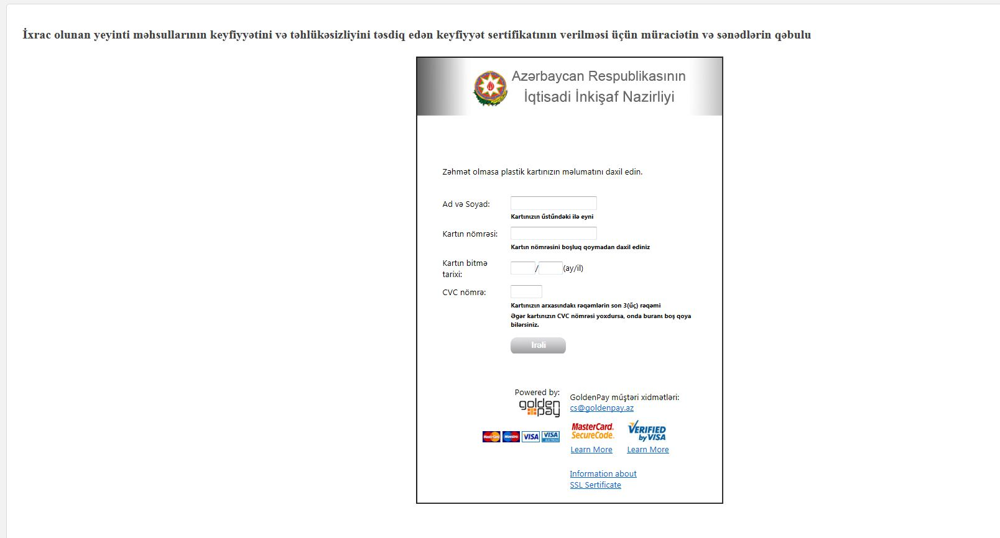 İxrac olunan yeyinti məhsullarının keyfiyyətini və təhlükəsizliyini təsdiq edən keyfiyyət sertifikatının verilməsi üçün müraciətin və sənədlərin qəbulu
Azərbaycan Respublikasının
İqtisadi İnkişaf Nazirliyi
Zəhmət olmasa plastik kartınızın məlumatını daxil edin.
Ad və Soyad:
Kartınızın űstűndəki ilə eyni
Kartın nömrəsi:
Kartın nömrəsini boşluq qoymadan daxil ediniz
Kartın bitmə
tarixi:
/ (ay/il)
CVC nömrə:
Kartınızın arxasındakı rəqəmlərin son 3(űç) rəqəmi
Əgər kartınızın CVC nömrəsi yoxdursa, onda buranı boş qoya
bilərsiniz.
Irəli
Powered by:
golden
pay
GoldenPay műştəri xidmətləri:
cs@goldenpay.az
MasterCard Maestro VISA VISA ELECTRON
MasterCard.
SecureCode.
VERIFIED
by VISA
Learn More Learn More
Information about
SSL Sertificate